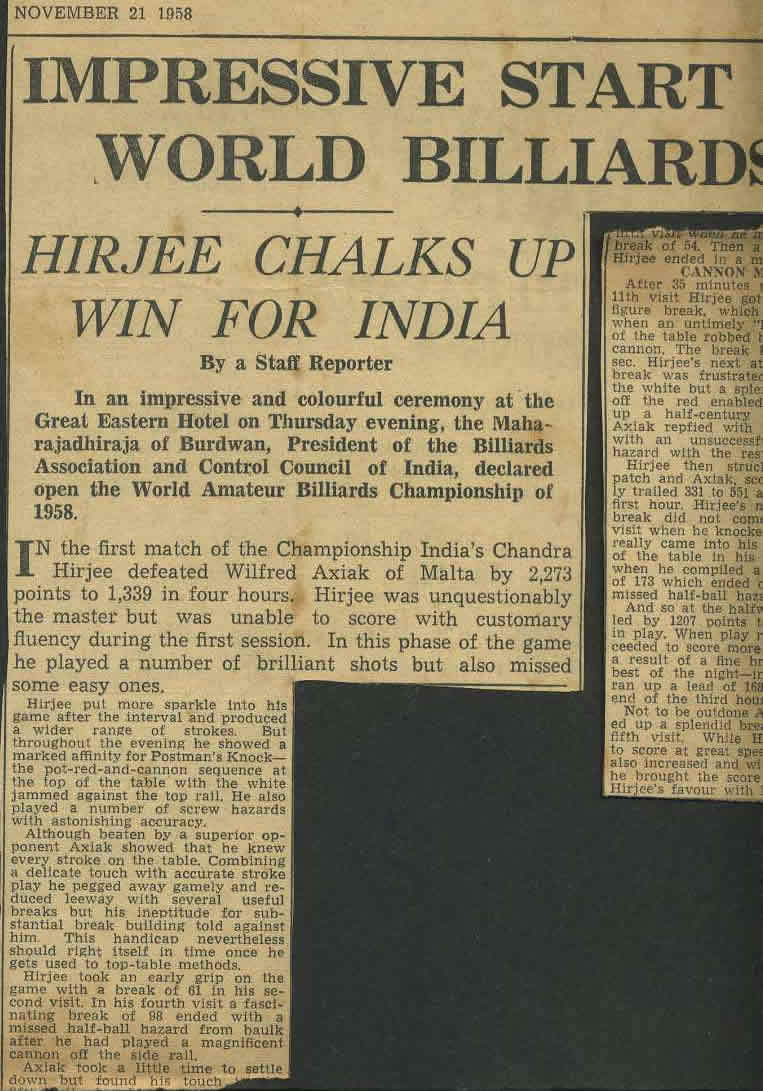 NOVEMBER 21 1958
IMPRESSIVE START
WORLD BILLIARDS
HIRJEE CHALKS UP
WIN FOR INDIA
By a Staff Reporter
In an impressive and colourful ceremony at the
Great Eastern Hotel on Thursday evening, the Maha-
rajadhiraja of Burdwan, President of the Billiards
Association and Control Council of India, declared
open the World Amateur Billiards Championship of
1958.
IN the first match of the Championship India's Chandra
Hirjee defeated Wilfred Axiak of Malta by 2,273
points to 1,339 in four hours. Hirjee was unquestionably
the master but was unable to score with customary
fluency during the first session. In this phase of the game
he played a number of brilliant shots but also missed
some easy ones.
Hirjee put more sparkle into his
game after the interval and produced
a wider range of strokes. But
throughout the evening he showed a
marked affinity for Postman's Knock—
the pot-red-and-cannon sequence at
the top of the table with the white
jammed against the top rail. He also
played a number of screw hazards
with astonishing accuracy.
Although beaten by a superior op-
ponent Axiak showed that he knew
every stroke on the table. Combining
a delicate touch with accurate stroke
play he pegged away gamely and re-
duced leeway with several useful
breaks but his ineptitude for sub-
stantial break building told against
him. This handicap nevertheless
should right itself in time once he
gets used to top-table methods.
Hirjee took an early grip on the
game with a break of 61 in his se-
cond visit. In his fourth visit a fasci-
nating break of 98 ended with a
missed half-ball hazard from baulk
after he had played a magnificent
cannon off the side rail.
Axiak took a little time to settle
down but found his touch
visit when he
break of 54. Then a
Hirjee ended in a m
CANNON M
After 35 minutes
11th visit Hirjee got
figure break, which
when an untimely
of the table robbed
cannon. The break
sec. Hirjee's next at
break was frustrated
the white but a sple
off the red enabled
up a half-century
Axiak repfied with
with an unsuccessf
hazard with the res
Hirjee then struc
patch and Axiak, sco
ly trailed 331 to 551 a
first hour. Hirjee's n
break did not com
visit when he knocke
really came into his
of the table in his
when he compiled a
of 173 which ended
missed half-ball haz
And so at the halfw
led by 1207 points t
in play. When play r
ceeded to score more
a result of a fine br
best of the night—in
ran up a lead of 168
end of the third hou
Not to be outdone A
ed up a splendid brea
fifth visit. While H
to score at great spee
also increased and wi
he brought the score
Hirjee's favour with